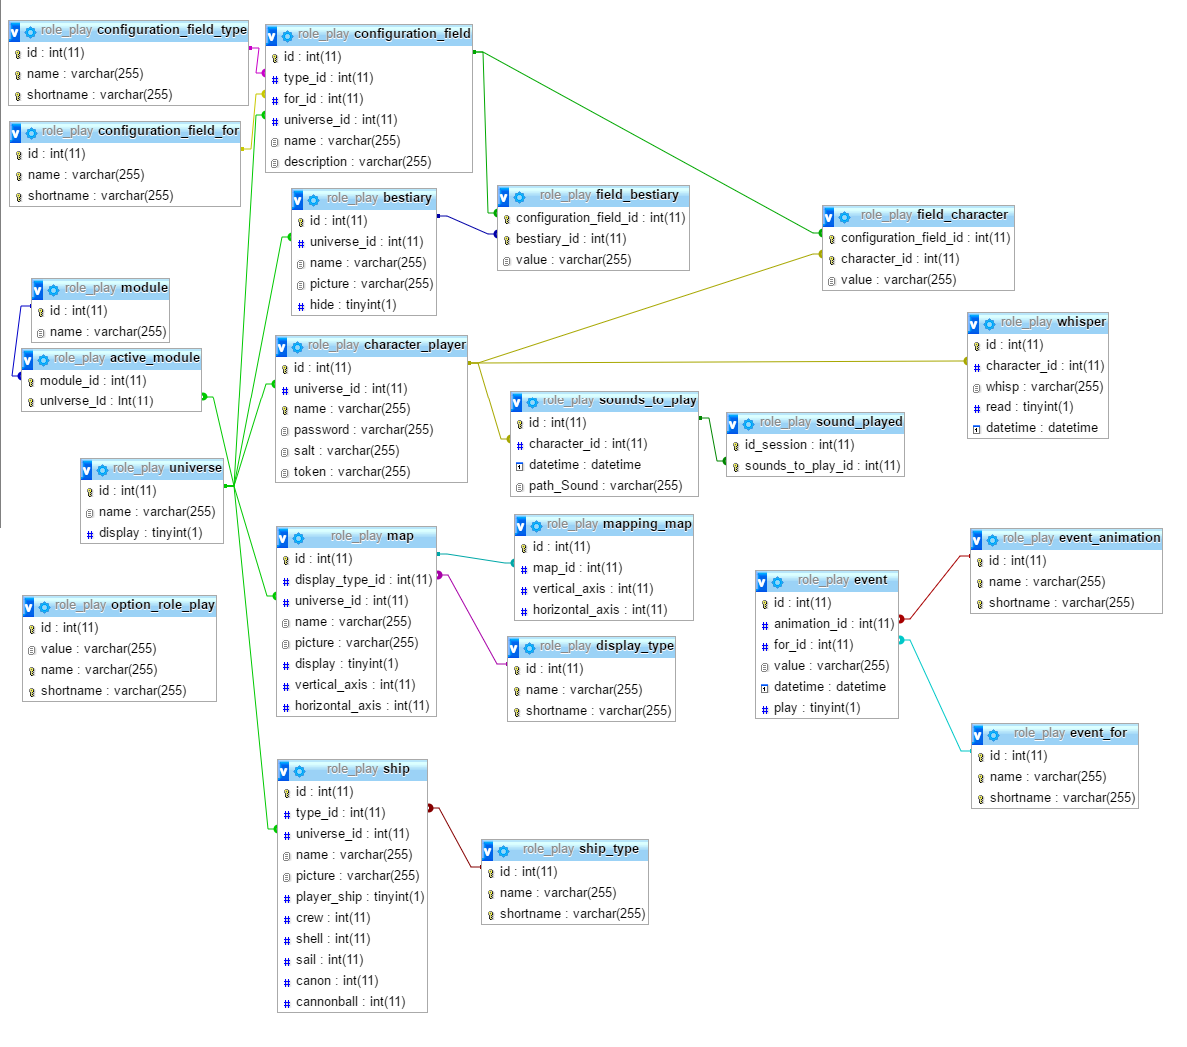 role_play configuration_field_type
id : int(11)
name : varchar(255)
shortname : varchar(255)
role_play configuration_field_for
id : int(11)
name : varchar(255)
shortname : varchar(255)
role_play configuration_field
id : int(11)
type_id : int(11)
for_id : int(11)
universe_id : int(11)
name : varchar(255)
description : varchar(255)
role_play bestiary
id : int(11)
universe_id : int(11)
name : varchar(255)
picture : varchar(255)
hide : tinyint(1)
role_play field_bestiary
configuration_field_id : int(11)
bestiary_id : int(11)
value : varchar(255)
role_play field_character
configuration_field_id : int(11)
character_id : int(11)
value : varchar(255)
role_play module
id : int(11)
name : varchar(255)
role_play active_module
module_id : int(11)
universe_id : int(11)
role_play character_player
id : int(11)
universe_id : int(11)
name : varchar(255)
password : varchar(255)
salt : varchar(255)
token : varchar(255)
role_play whisper
id : int(11)
character_id : int(11)
whisp : varchar(255)
read : tinyint(1)
datetime : datetime
role_play sounds_to_play
id : int(11)
character_id : int(11)
datetime : datetime
path_Sound : varchar(255)
role_play sound_played
id_session : int(11)
sounds_to_play_id : int(11)
role_play universe
id : int(11)
name : varchar(255)
display : tinyint(1)
role_play map
id : int(11)
display_type_id : int(11)
universe_id : int(11)
name : varchar(255)
picture : varchar(255)
display : tinyint(1)
vertical_axis : int(11)
horizontal_axis : int(11)
role_play mapping_map
id : int(11)
map_id : int(11)
vertical_axis : int(11)
horizontal_axis : int(11)
role_play event_animation
id : int(11)
name : varchar(255)
shortname : varchar(255)
role_play event
id : int(11)
animation_id : int(11)
for_id : int(11)
value : varchar(255)
datetime : datetime
play : tinyint(1)
role_play option_role_play
id : int(11)
value : varchar(255)
name : varchar(255)
shortname : varchar(255)
role_play display_type
id : int(11)
name : varchar(255)
shortname : varchar(255)
role_play event_for
id : int(11)
name : varchar(255)
shortname : varchar(255)
role_play ship
id : int(11)
type_id : int(11)
universe_id : int(11)
name : varchar(255)
picture : varchar(255)
player_ship : tinyint(1)
crew : int(11)
shell : int(11)
sail : int(11)
canon : int(11)
cannonball : int(11)
role_play ship_type
id : int(11)
name : varchar(255)
shortname : varchar(255)